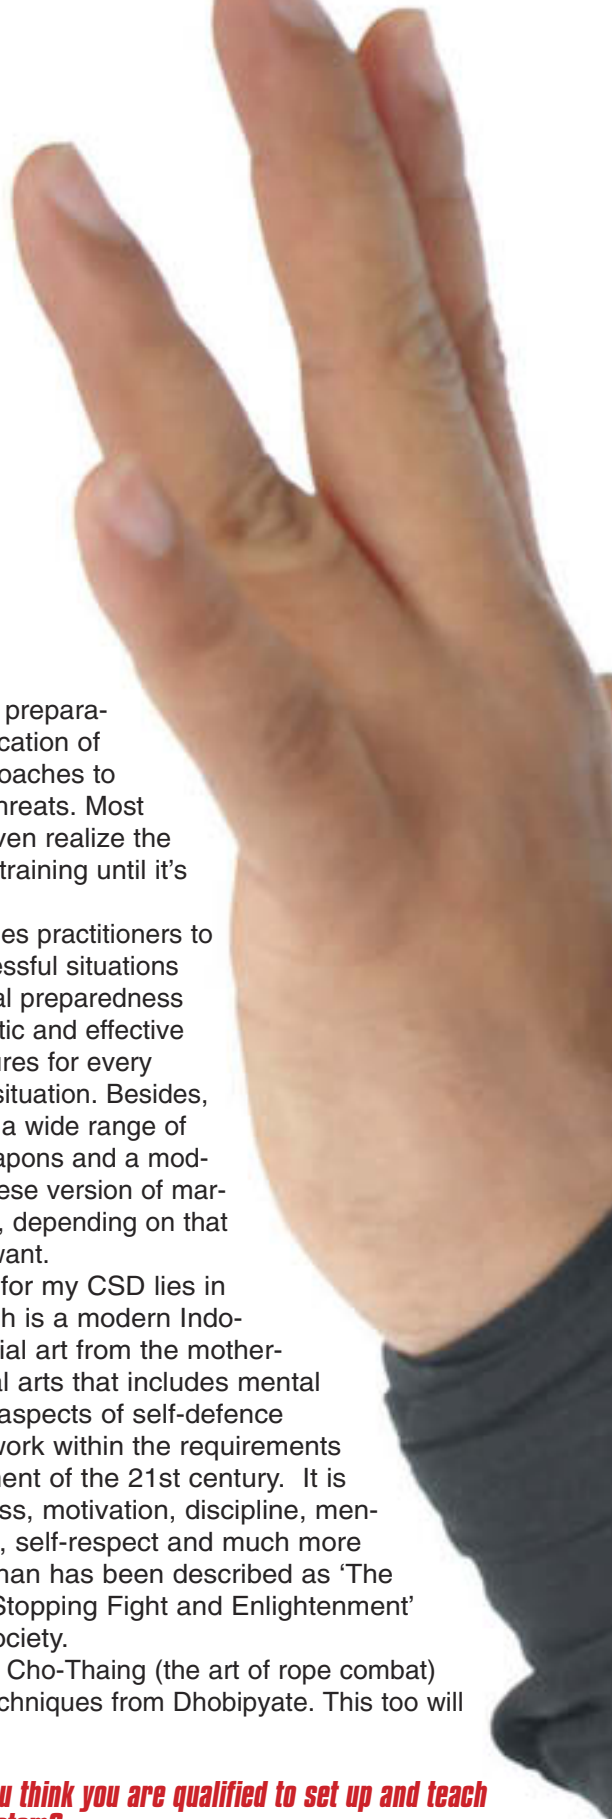 prepara-
cation of
oaches to
hreats. Most
ven realize the
training until it's
es practitioners to
essful situations
al preparedness
tic and effective
ures for every
situation. Besides,
a wide range of
apons and a mod-
ese version of mar-
, depending on that
want.
for my CSD lies in
h is a modern Indo-
ial art from the mother-
l arts that includes mental
aspects of self-defence
work within the requirements
ment of the 21st century. It is
ss, motivation, discipline, men-
, self-respect and much more
han has been described as ‘The
Stopping Fight and Enlightenment’
ociety.
Cho-Thaing (the art of rope combat)
chniques from Dhobipyate. This too will
u think you are qualified to set up and teach